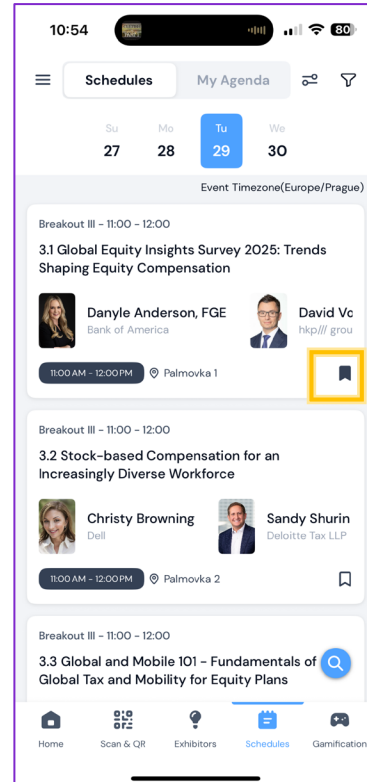 10:54
80
Schedules
My Agenda
Su
Mo
Tu
We
27
28
29
30
Event Timezone(Europe/Prague)
Breakout III - 11:00 - 12:00
3.1 Global Equity Insights Survey 2025: Trends
Shaping Equity Compensation
Danyle Anderson, FGE
Bank of America
David Vo
hkp/// grou
11:00 AM - 12:00 PM
Palmovka 1
Breakout III - 11:00 - 12:00
3.2 Stock-based Compensation for an
Increasingly Diverse Workforce
Christy Browning
Dell
Sandy Shurin
Deloitte Tax LLP
11:00 AM - 12:00 PM
Palmovka 2
Breakout III - 11:00 - 12:00
3.3 Global and Mobile 101 - Fundamentals of
Global Tax and Mobility for Equity Plans
Home
Scan & QR
Exhibitors
Schedules
Gamification